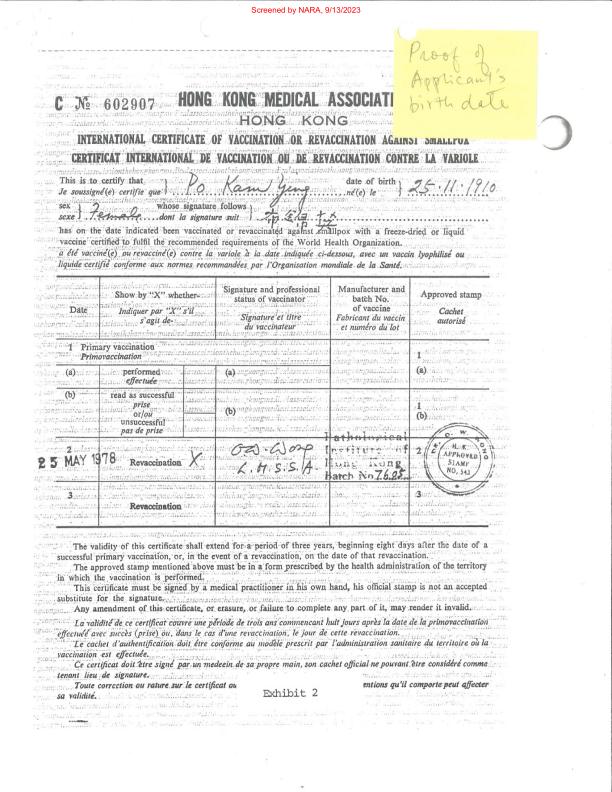 Screened by NARA, 9/13/2023
Proof of
Applicant's
birth date
C № 602907 HONG KONG MEDICAL ASSOCIATI
HONG KONG
INTERNATIONAL CERTIFICATE OF VACCINATION OR REVACCINATION AGAINST SMALLPOX
CERTIFICAT INTERNATIONAL DE VACCINATION OU DE REVACCINATION CONTRE LA VARIOLE
This is to certify that } Po Kam Ying date of birth } 25.11.1910
Je soussigné(e) certifie que né(e) le
sex } Female whose signature follows }
sexe dont la signature suit
has on the date indicated been vaccinated or revaccinated against smallpox with a freeze-dried or liquid
vaccine certified to fulfil the recommended requirements of the World Health Organization.
a été vacciné(e) ou revacciné(e) contre la variole à la date indiquée ci-dessous, avec un vaccin lyophilisé ou
liquide certifié conforme aux normes recommandées par l'Organisation mondiale de la Santé.
Date
Show by "X" whether-
Indiquer par "X" s'il
s'agit de-
Signature and professional
status of vaccinator
Signature et titre
du vaccinateur
Manufacturer and
batch No.
of vaccine
Fabricant du vaccin
et numéro du lot
Approved stamp
Cachet
autorisé
1 Primary vaccination
Primovaccination
1
(a) performed
effectuée
(a)
(a)
(b) read as successful
prise
or/ou
unsuccessful
pas de prise
(b)
1
(b)
2
25 MAY 1978 Revaccination X
Wong
L.H.S.S.A.
Pathological
Institute of
Hong Kong
Batch No 7625
2
H. K.
APPROVED
STAMP
NO. 343
3
Revaccination
3
The validity of this certificate shall extend for a period of three years, beginning eight days after the date of a
successful primary vaccination, or, in the event of a revaccination, on the date of that revaccination.
The approved stamp mentioned above must be in a form prescribed by the health administration of the territory
in which the vaccination is performed.
This certificate must be signed by a medical practitioner in his own hand, his official stamp is not an accepted
substitute for the signature.
Any amendment of this certificate, or erasure, or failure to complete any part of it, may render it invalid.
La validité de ce certificat couvre une période de trois ans commencant huit jours après la date de la primovaccination
effectuée avec succès (prise) ou, dans le cas d'une revaccination, le jour de cette revaccination.
Le cachet d'authentification doit être conforme au modèle prescrit par l'administration sanitaire du territoire où la
vaccination est effectuée.
Ce certificat doit être signé par un medecin de sa propre main, son cachet officiel ne pouvant être considéré comme
tenant lieu de signature.
Toute correction ou rature sur le certificat ou entions qu'il comporte peut affecter
sa validité.
Exhibit 2